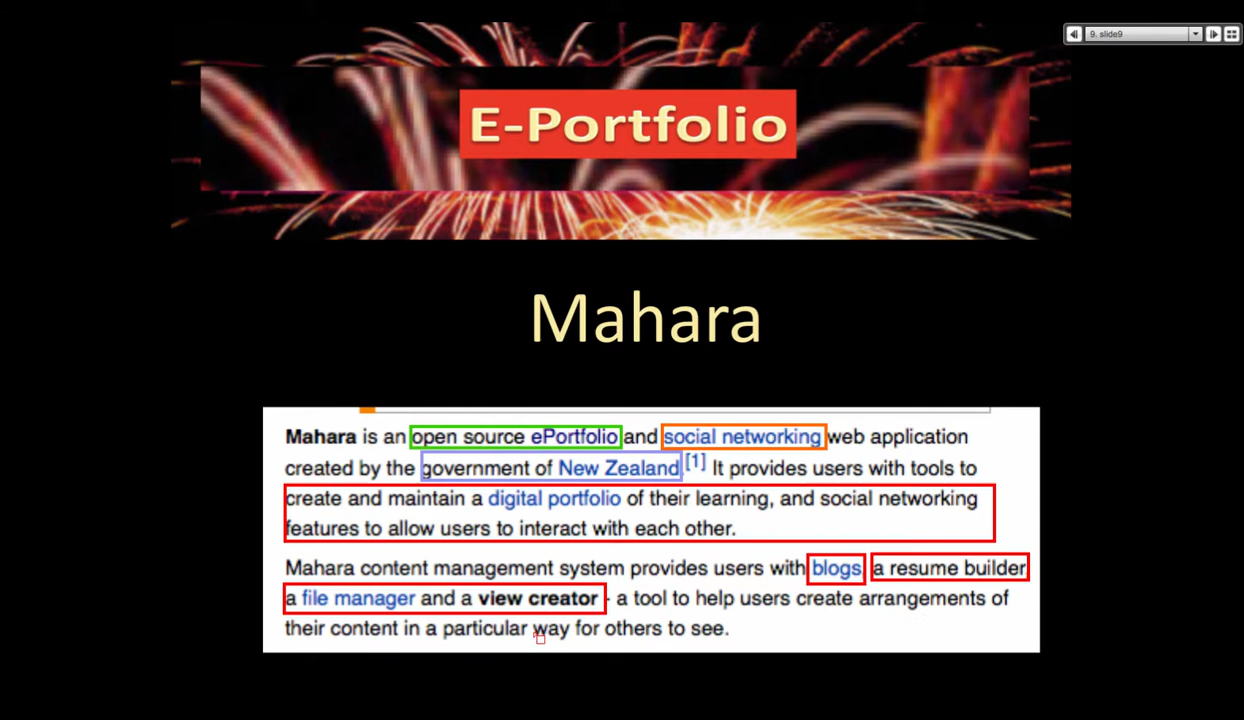 9. slide9
E-Portfolio
Mahara
Mahara is an open source ePortfolio and social networking web application
created by the government of New Zealand.[1] It provides users with tools to
create and maintain a digital portfolio of their learning, and social networking
features to allow users to interact with each other.
Mahara content management system provides users with blogs, a resume builder,
a file manager and a view creator - a tool to help users create arrangements of
their content in a particular way for others to see.